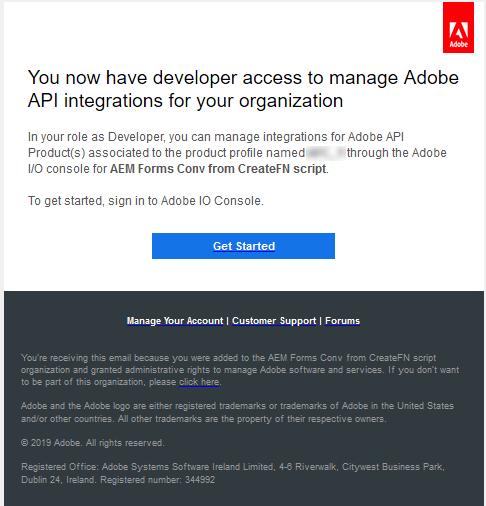 Adobe
You now have developer access to manage Adobe
API integrations for your organization
In your role as Developer, you can manage integrations for Adobe API
Product(s) associated to the product profile named through the Adobe
I/O console for AEM Forms Conv from CreateFN script.
To get started, sign in to Adobe IO Console.
Get Started
Manage Your Account | Customer Support | Forums
You're receiving this email because you were added to the AEM Forms Conv from CreateFN script
organization and granted administrative rights to manage Adobe software and services. If you don't want
to be part of this organization, please click here.
Adobe and the Adobe logo are either registered trademarks or trademarks of Adobe in the United States
and/or other countries. All other trademarks are the property of their respective owners.
© 2019 Adobe. All rights reserved.
Registered Office: Adobe Systems Software Ireland Limited, 4-6 Riverwalk, Citywest Business Park,
Dublin 24, Ireland. Registered number: 344992